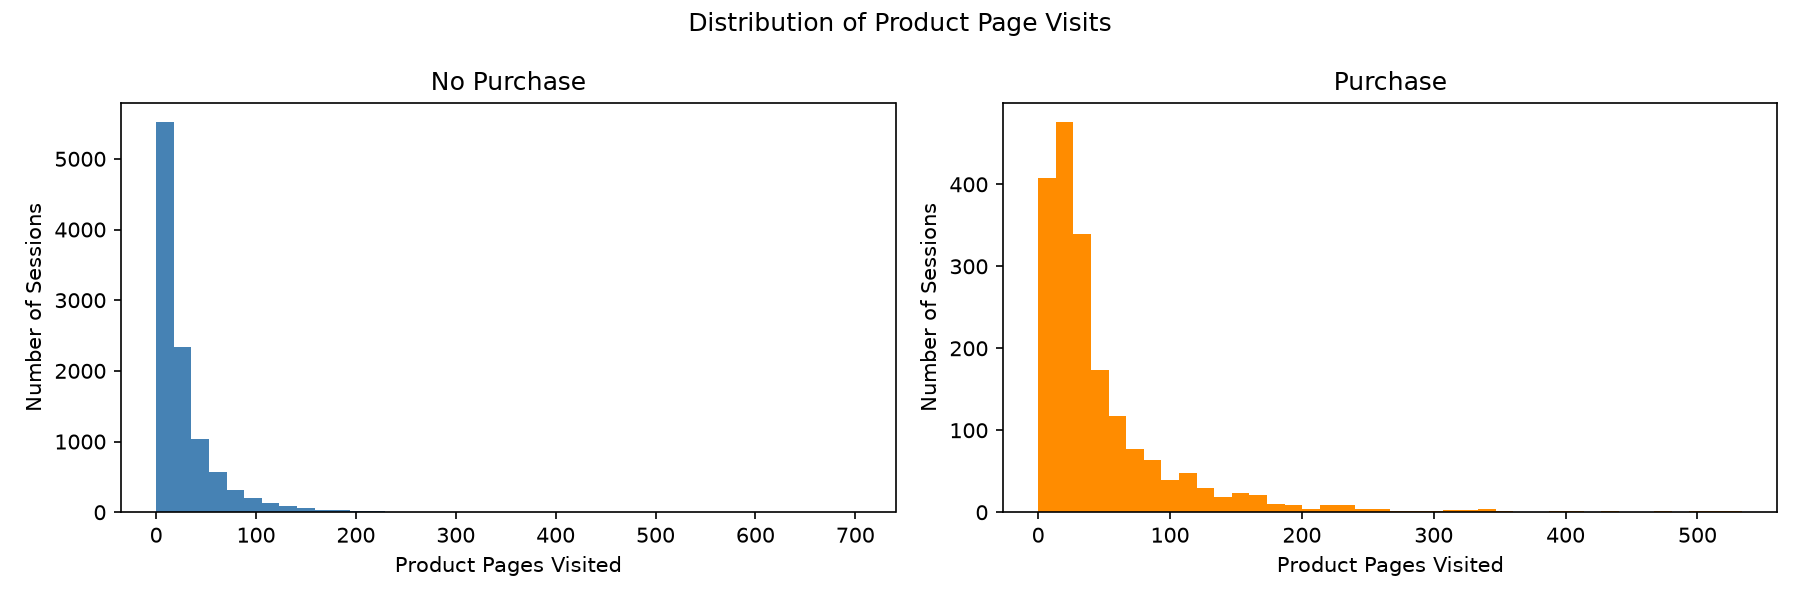 Distribution of Product Page Visits
No Purchase
Number of Sessions
5000
4000
3000
2000
1000
0
0 100 200 300 400 500 600 700
Product Pages Visited
Purchase
Number of Sessions
400
300
200
100
0
0 100 200 300 400 500
Product Pages Visited